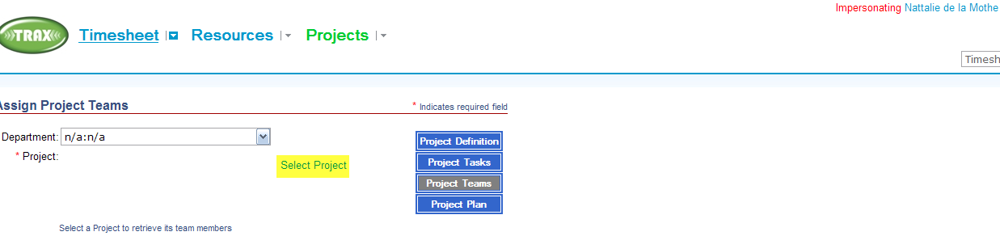 Impersonating Nattalie de la Mothe
TRAX Timesheet Resources Projects
Timesh
Assign Project Teams
* Indicates required field
Department: n/a:n/a
* Project:
Select Project
Project Definition
Project Tasks
Project Teams
Project Plan
Select a Project to retrieve its team members